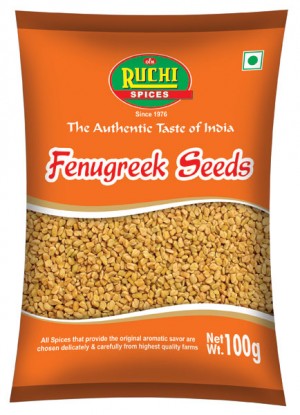 RUCHI
SPICES
Since 1976
The Authentic Taste of India
Fenugreek Seeds
All Spices that provide the original aromatic savor are
chosen delicately & carefully from highest quality farms
Net
Wt. 100g